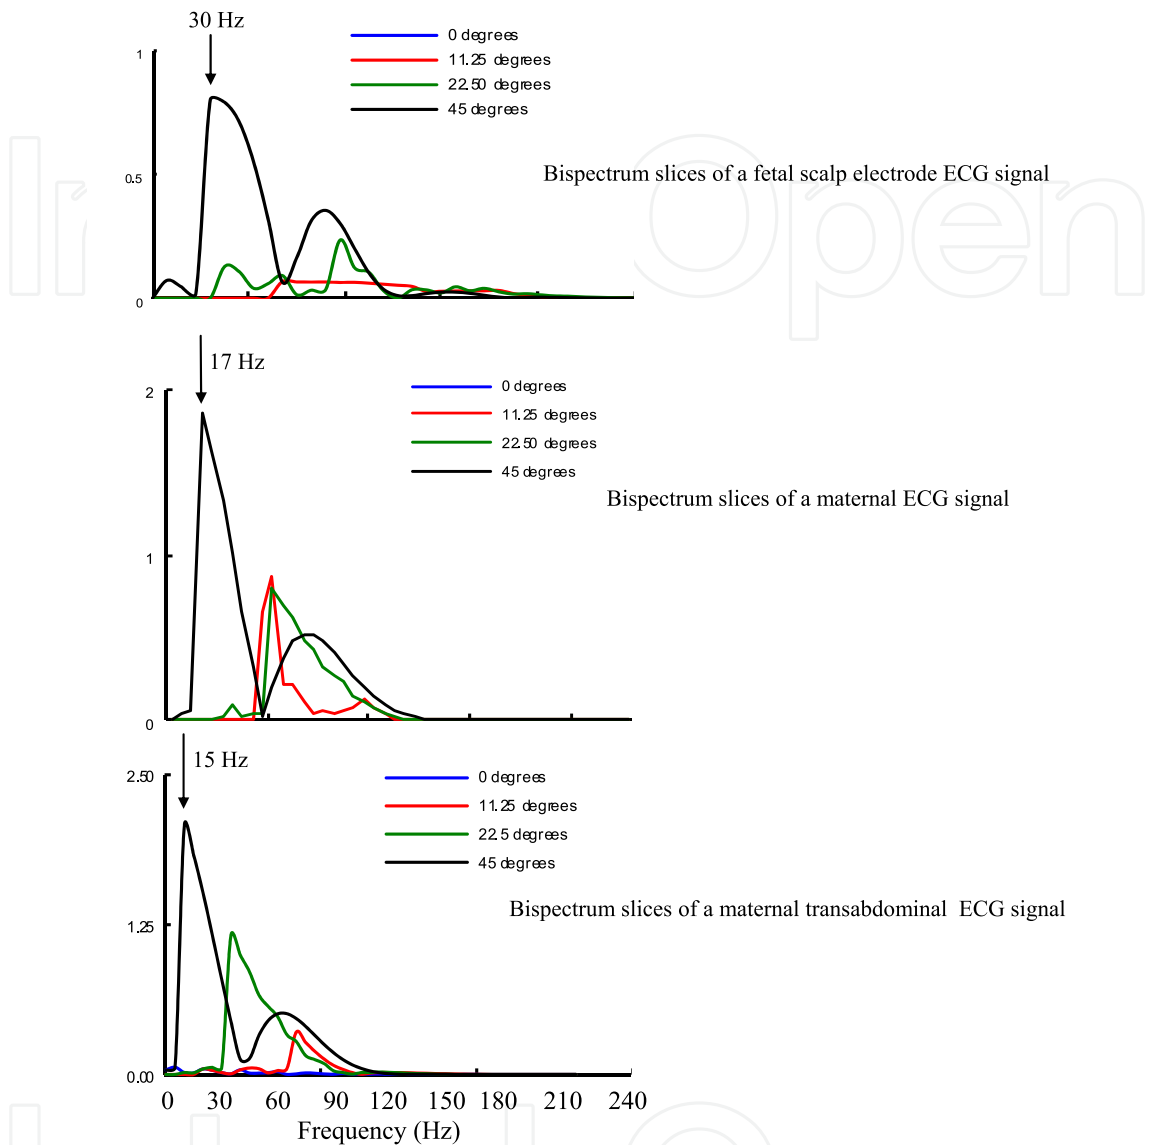 30 Hz
0 degrees
11.25 degrees
22.50 degrees
45 degrees
1
0.5
0
Bispectrum slices of a fetal scalp electrode ECG signal
17 Hz
0 degrees
11.25 degrees
22.50 degrees
45 degrees
2
1
0
Bispectrum slices of a maternal ECG signal
15 Hz
0 degrees
11.25 degrees
22.5 degrees
45 degrees
2.50
1.25
0.00
Bispectrum slices of a maternal transabdominal ECG signal
0 30 60 90 120 150 180 210 240
Frequency (Hz)
Open